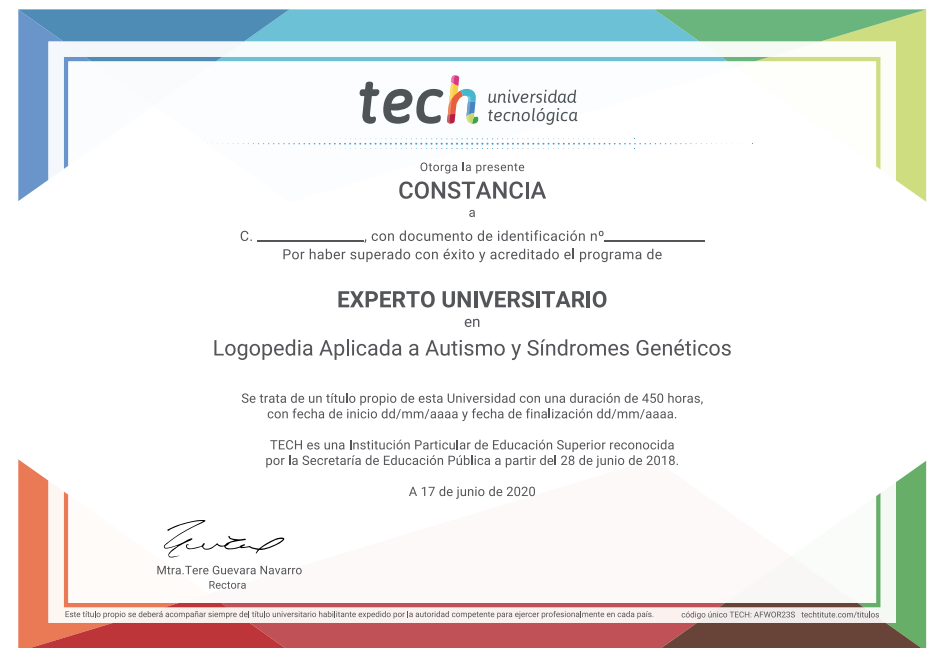 tech universidad
tecnológica
Otorga la presente
CONSTANCIA
a
C. ______________, con documento de identificación nº_____________
Por haber superado con éxito y acreditado el programa de
EXPERTO UNIVERSITARIO
en
Logopedia Aplicada a Autismo y Síndromes Genéticos
Se trata de un título propio de esta Universidad con una duración de 450 horas,
con fecha de inicio dd/mm/aaaa y fecha de finalización dd/mm/aaaa.
TECH es una Institución Particular de Educación Superior reconocida
por la Secretaría de Educación Pública a partir del 28 de junio de 2018.
A 17 de junio de 2020
Mtra.Tere Guevara Navarro
Rectora
Este título propio se deberá acompañar siempre del título universitario habilitante expedido por la autoridad competente para ejercer profesionalmente en cada país. código único TECH: AFWOR23S techtitute.com/titulos